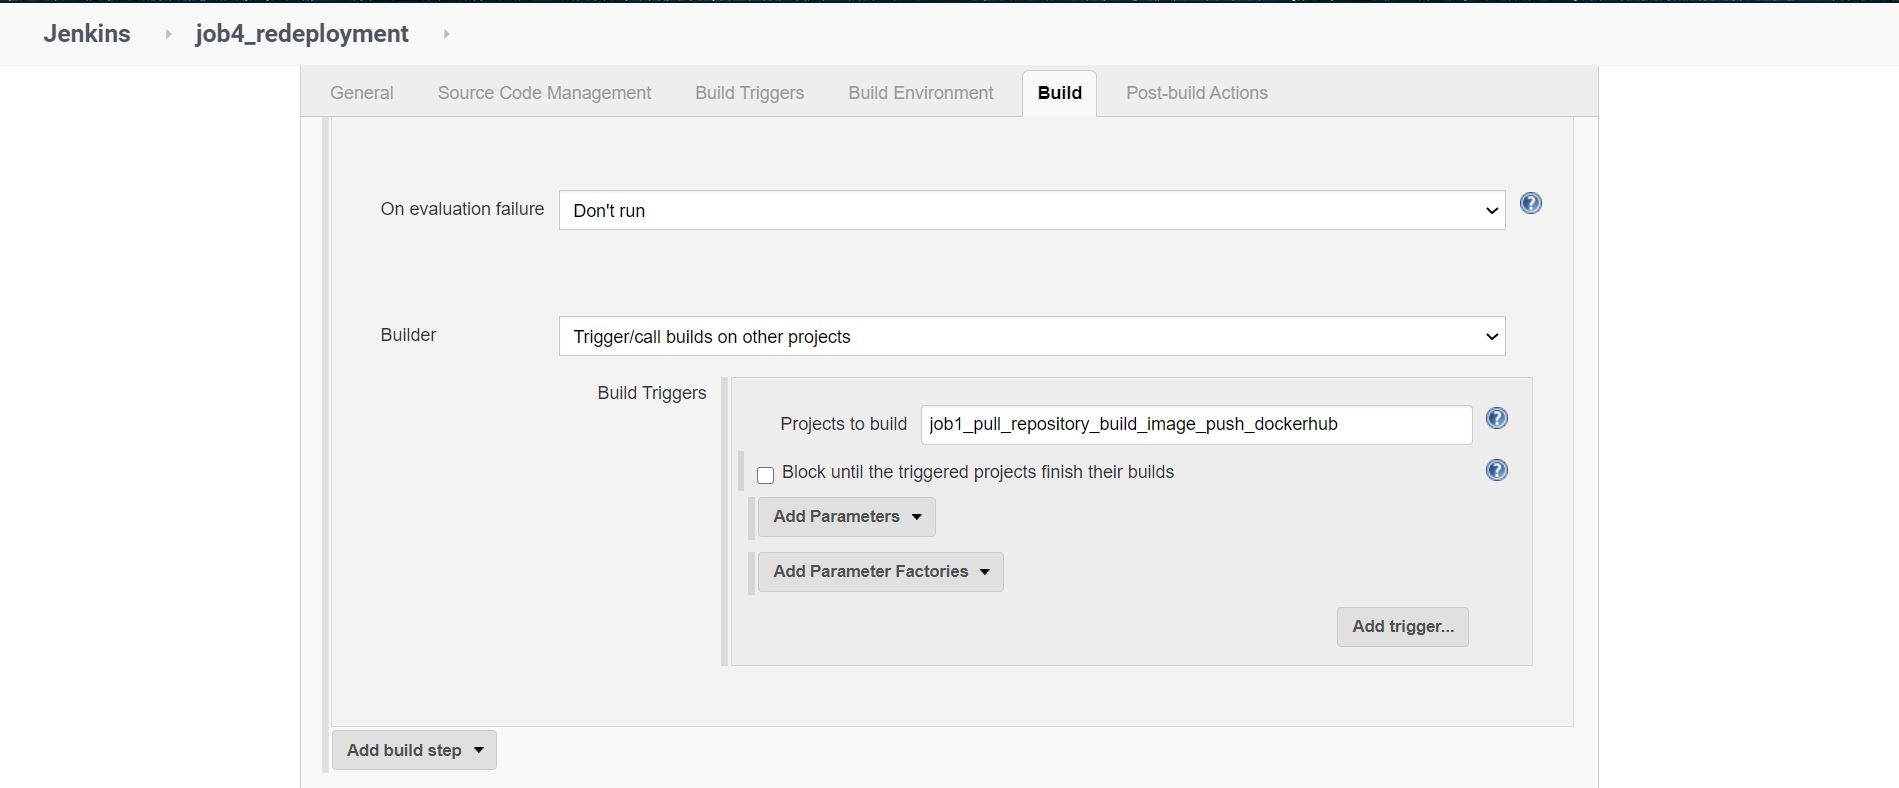 Jenkins job4_redeployment
General Source Code Management Build Triggers Build Environment Build Post-build Actions
On evaluation failure Don't run
Builder Trigger/call builds on other projects
Build Triggers
Projects to build job1_pull_repository_build_image_push_dockerhub
Block until the triggered projects finish their builds
Add Parameters
Add Parameter Factories
Add trigger...
Add build step